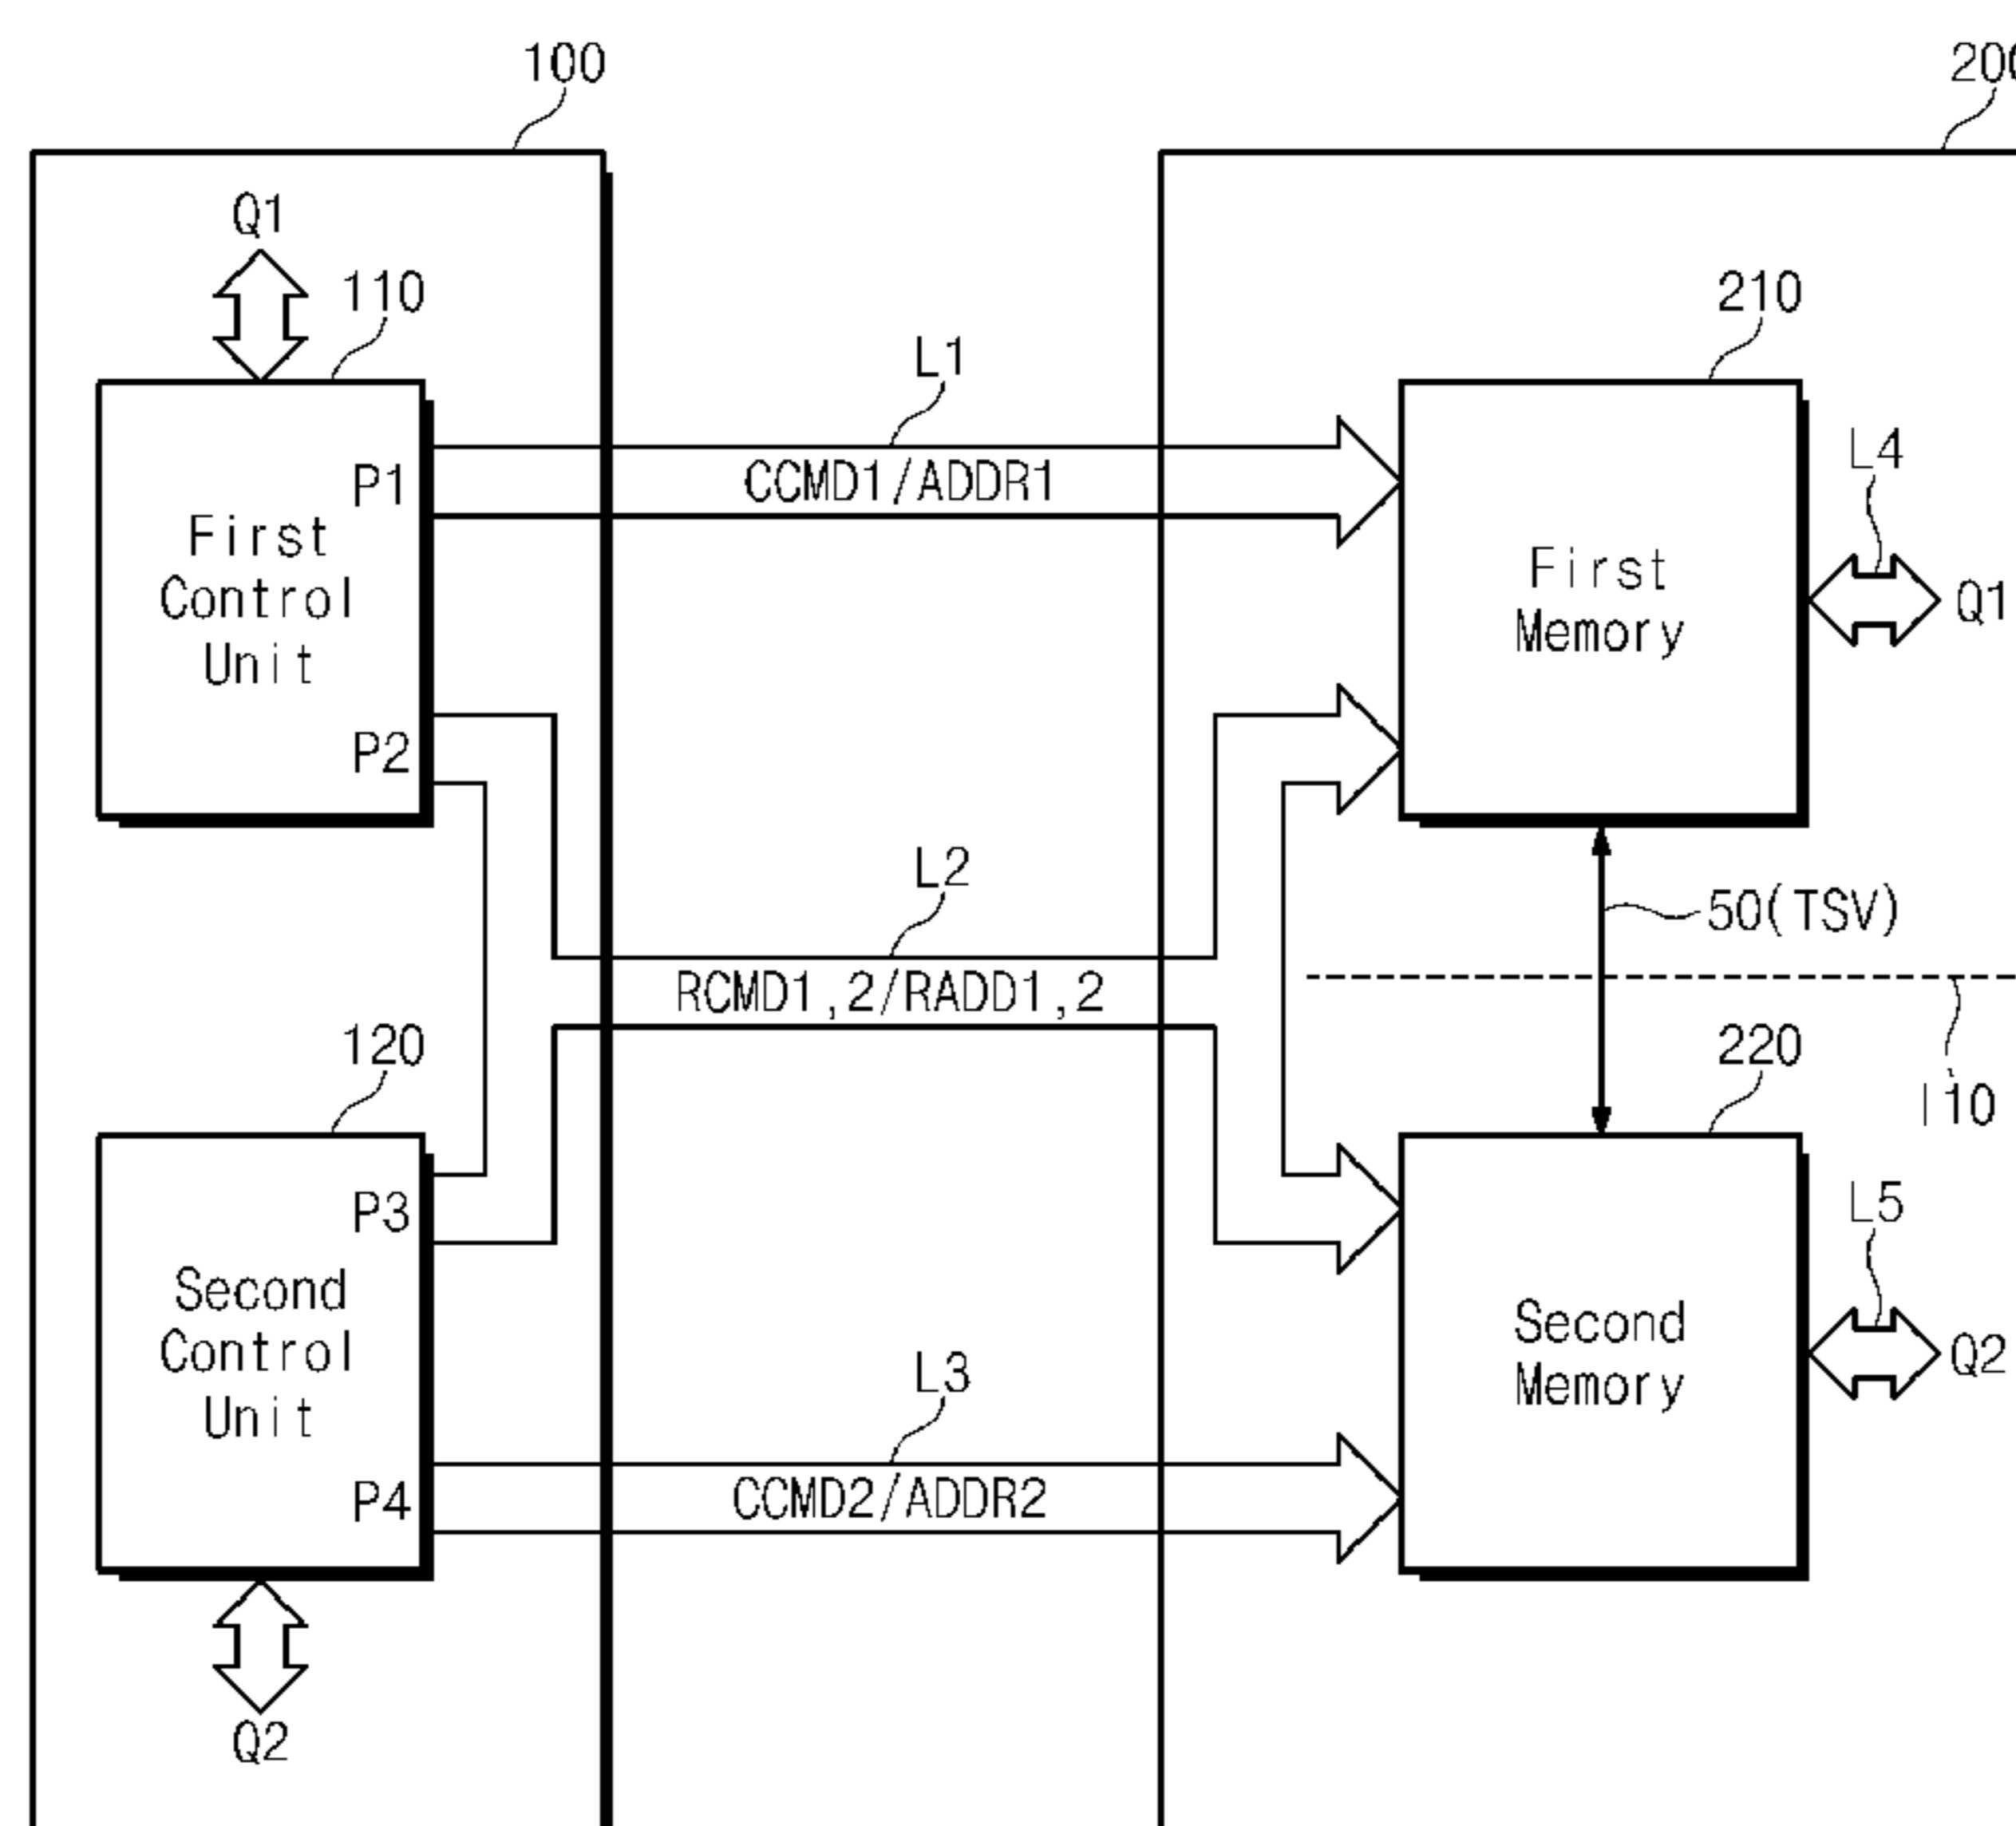 100
200
Q1
110
210
L1
L4
P1
CCMD1/ADDR1
First
Control
Unit
First
Memory
Q1
P2
L2
50(TSV)
RCMD1,2/RADD1,2
120
220
I10
P3
L5
Second
Control
Unit
Second
Memory
Q2
L3
P4
CCMD2/ADDR2
Q2